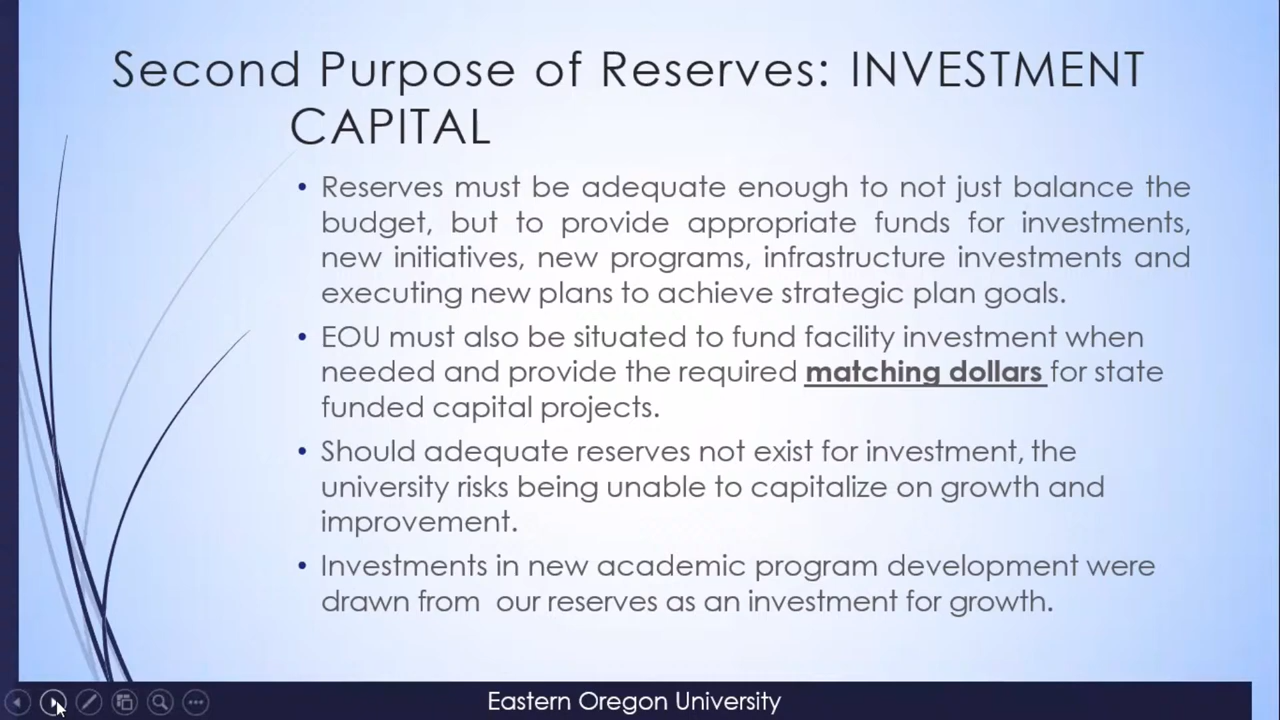 Second Purpose of Reserves: INVESTMENT
CAPITAL
• Reserves must be adequate enough to not just balance the
budget, but to provide appropriate funds for investments,
new initiatives, new programs, infrastructure investments and
executing new plans to achieve strategic plan goals.
• EOU must also be situated to fund facility investment when
needed and provide the required matching dollars for state
funded capital projects.
• Should adequate reserves not exist for investment, the
university risks being unable to capitalize on growth and
improvement.
• Investments in new academic program development were
drawn from  our reserves as an investment for growth.
Eastern Oregon University